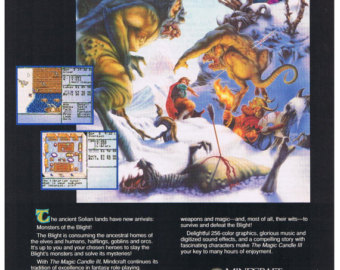 The ancient Solian lands have new arrivals:
Monsters of the Blight!
The Blight is consuming the ancestral homes of
the elves and humans, halflings, goblins and orcs.
It's up to you and your chosen heroes to slay the
Blight's monsters and solve its mysteries!
With The Magic Candle III, Mindcraft continues its
tradition of excellence in fantasy role playing
weapons and magic—and, most of all, their wits—to
survive and defeat the Blight!
Delightful 256-color graphics, glorious music and
digitized sound effects, and a compelling story with
fascinating characters make The Magic Candle III
your key to many hours of enjoyment.
MINDCRAFT